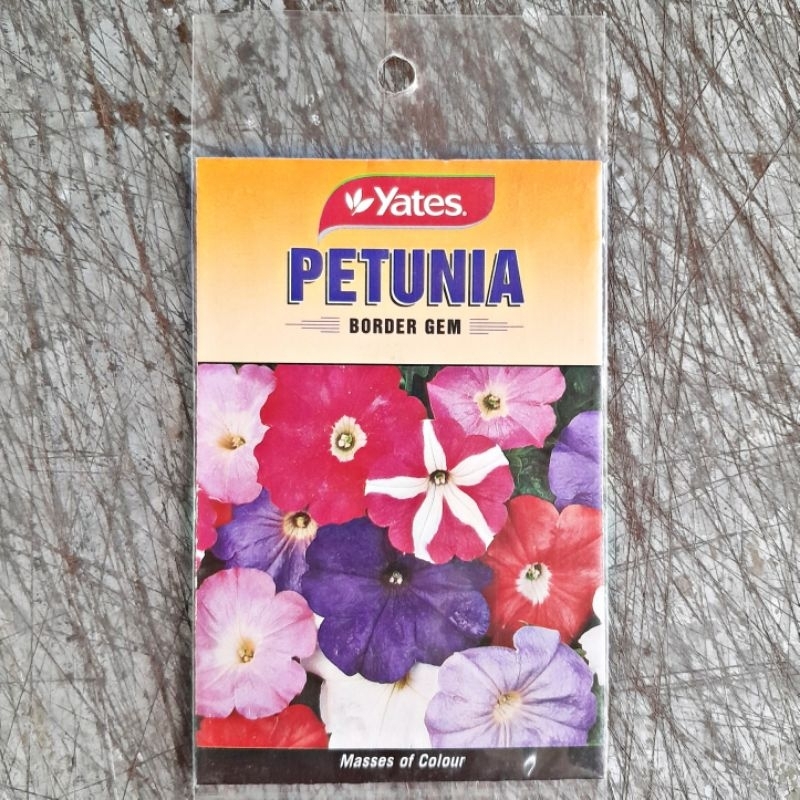 Yates
PETUNIA
BORDER GEM
Masses of Colour